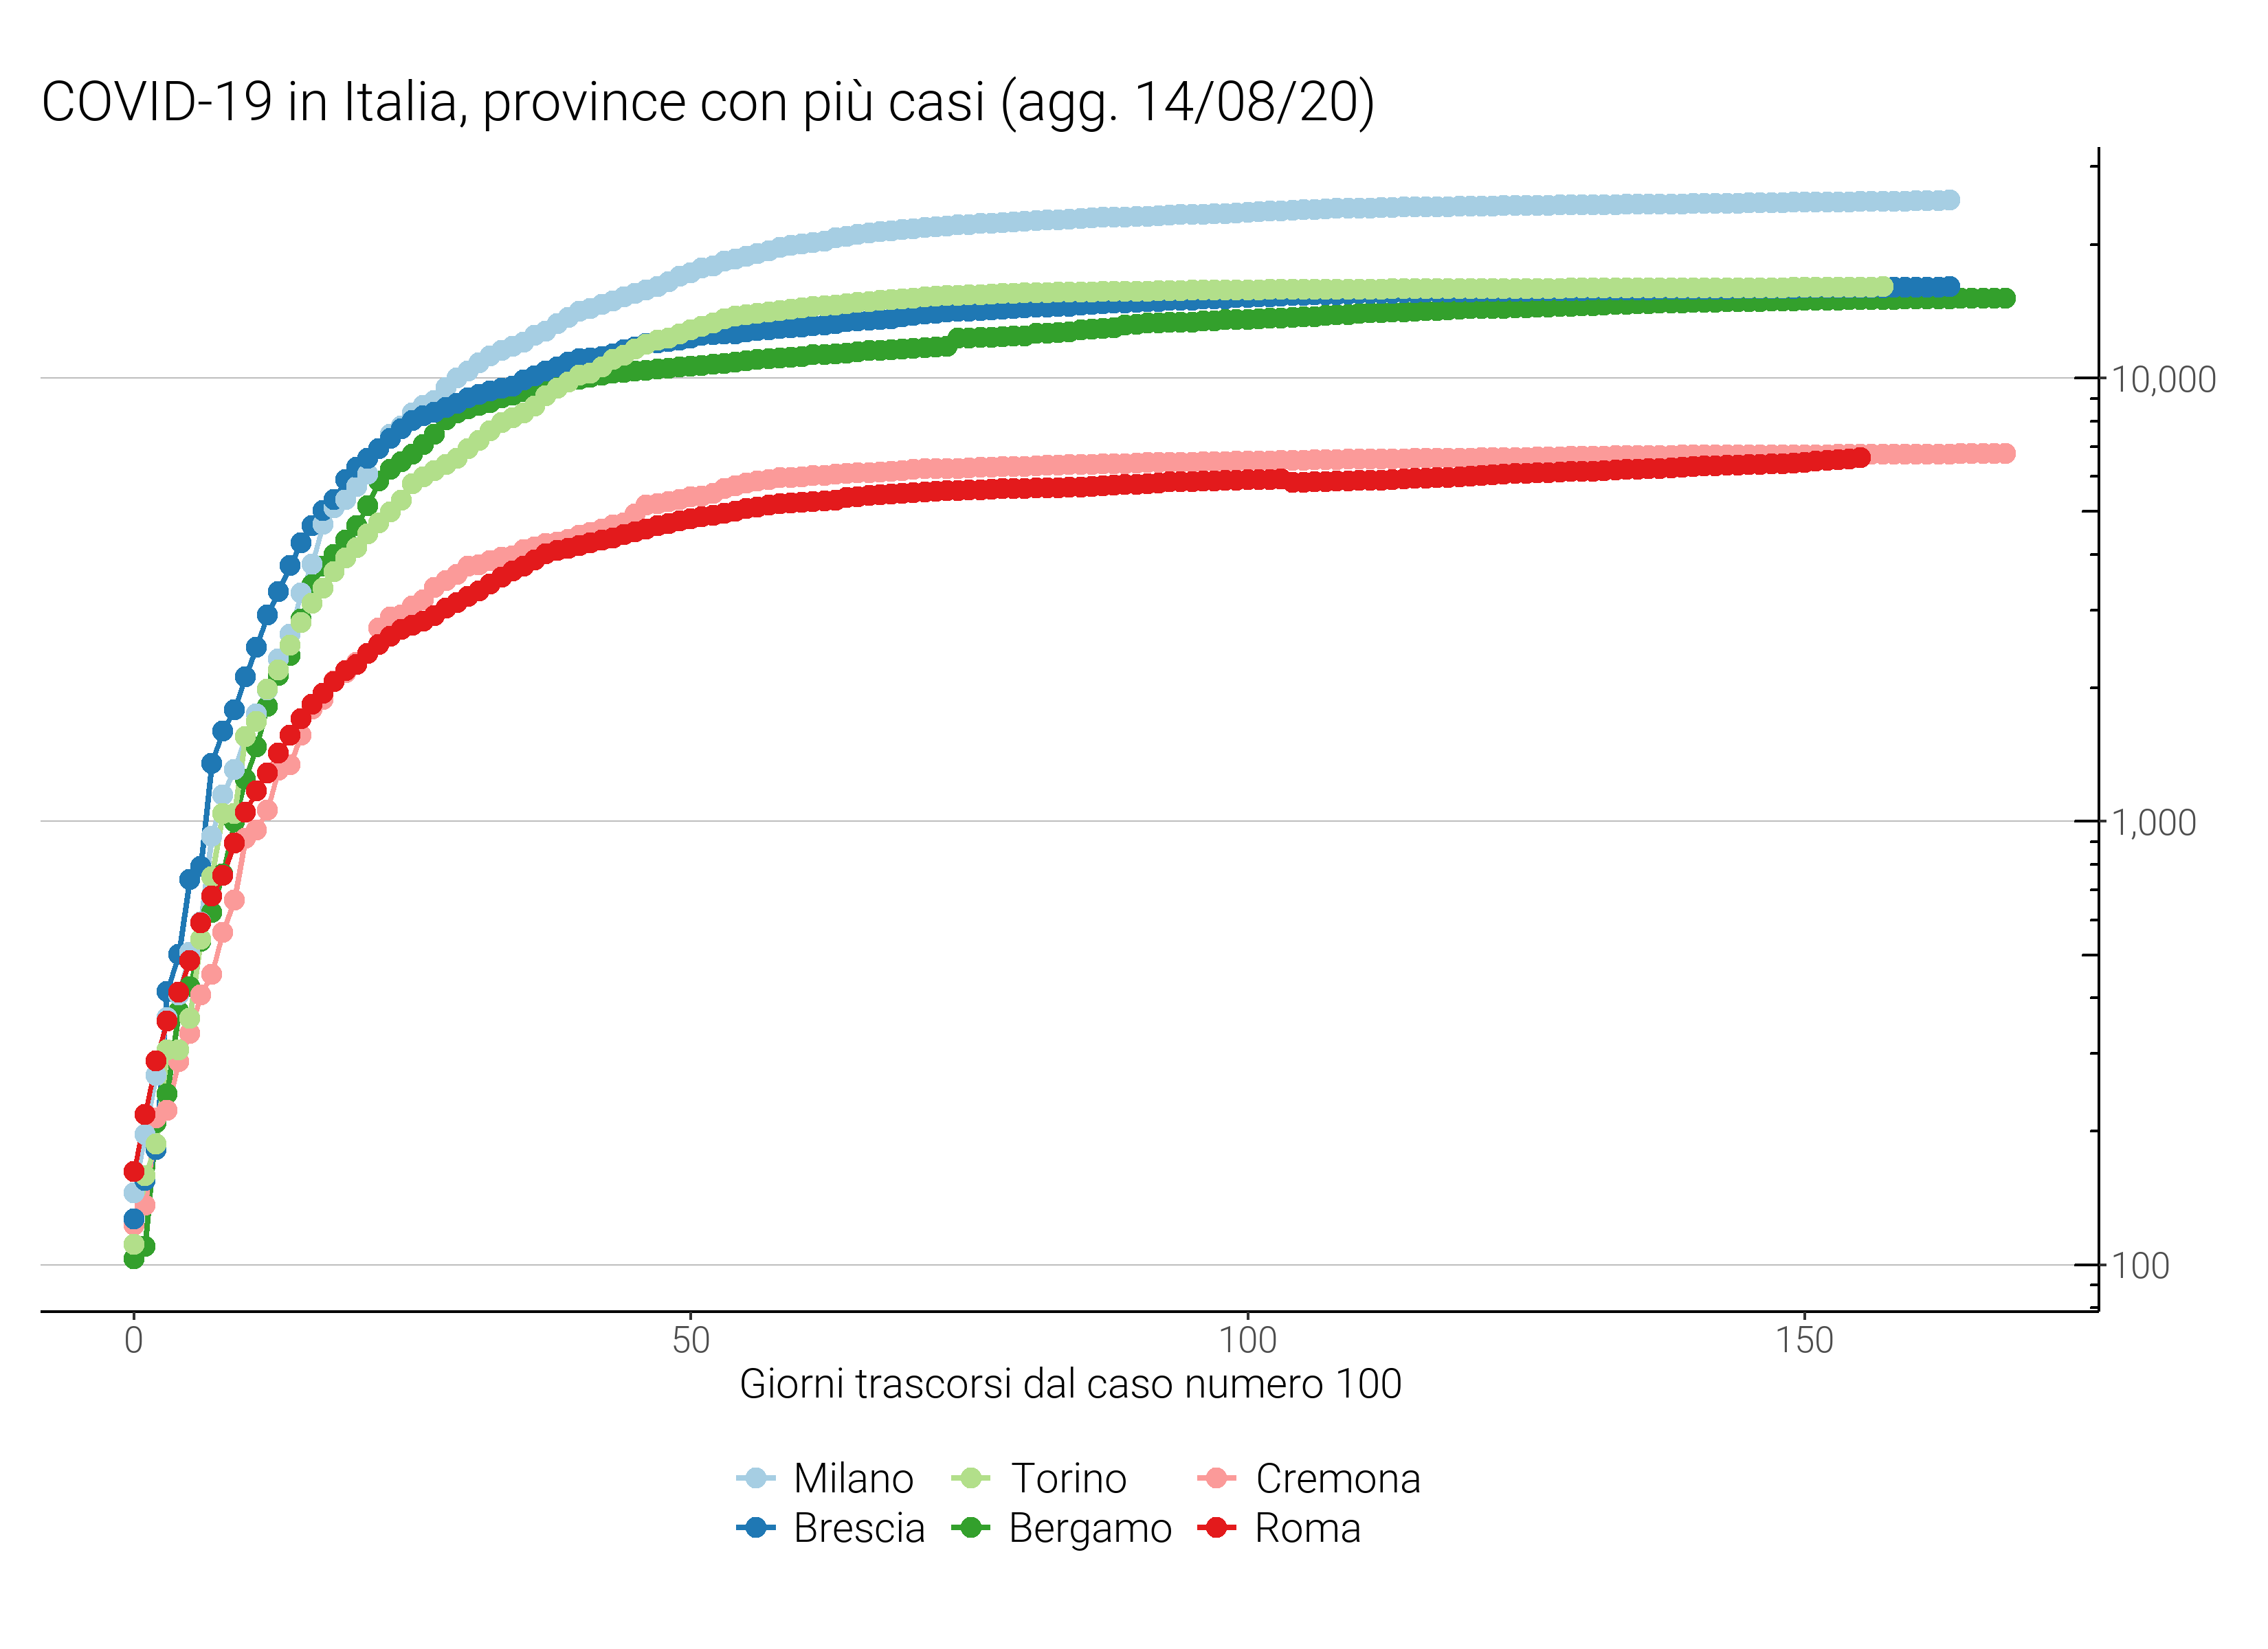 COVID-19 in Italia, province con più casi (agg. 14/08/20)
10,000
1,000
100
0 50 100 150
Giorni trascorsi dal caso numero 100
Milano Torino Cremona
Brescia Bergamo Roma